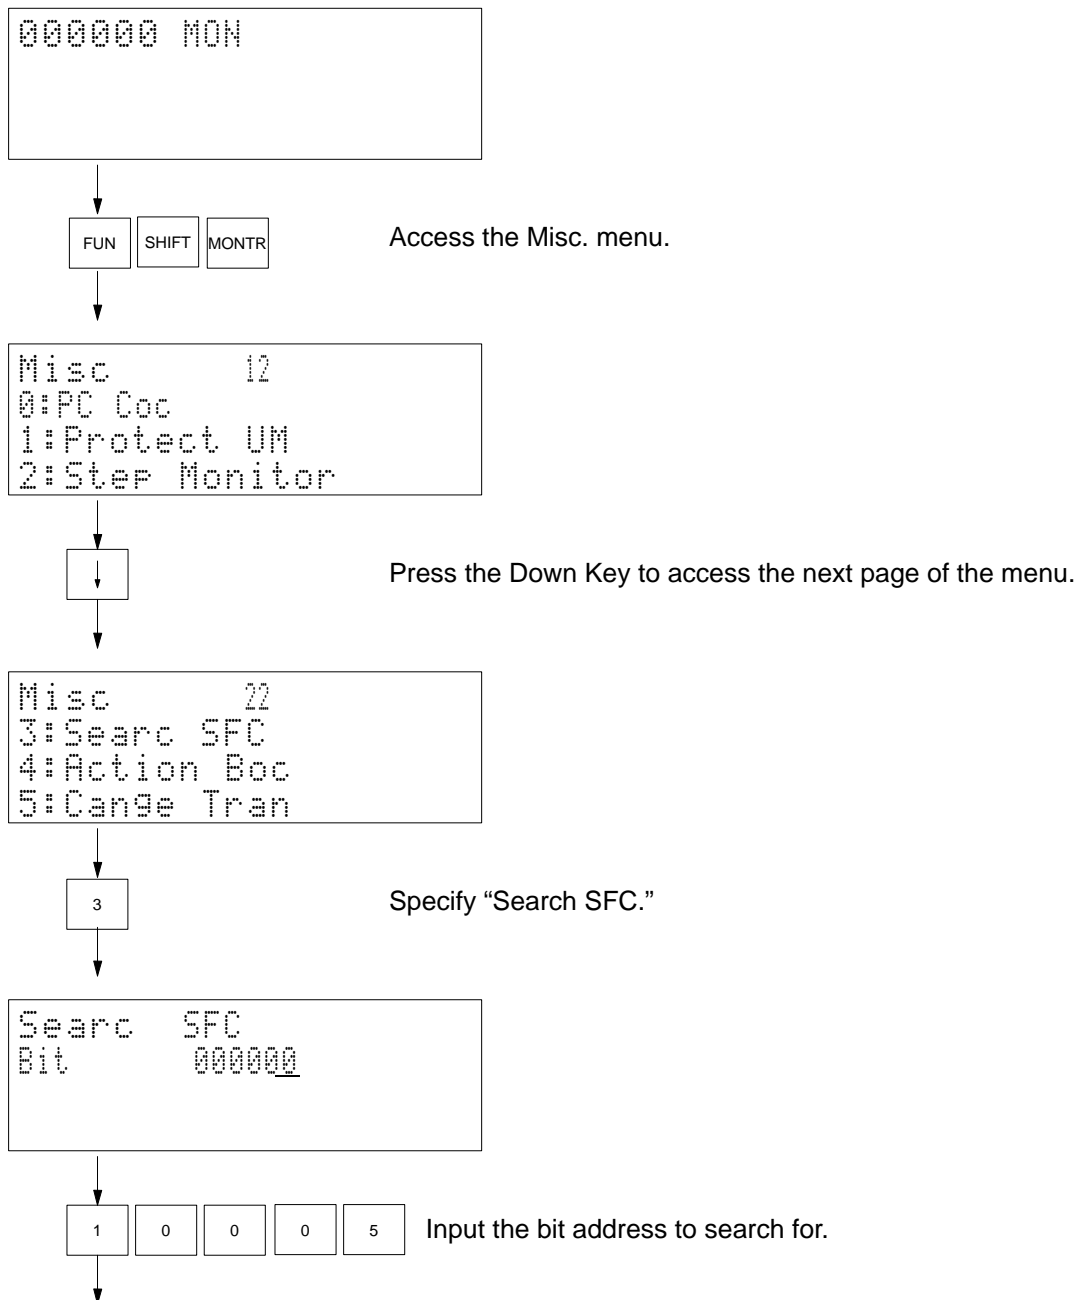 000000 MON
FUN SHIFT MONTR Access the Misc. menu.
Misc 12
0:PC Coc
1:Protect UM
2:Step Monitor
↓ Press the Down Key to access the next page of the menu.
Misc 22
3:Searc SFC
4:Action Boc
5:Cange Tran
3 Specify “Search SFC.”
Searc SFC
Bit 000000
1 0 0 0 5 Input the bit address to search for.